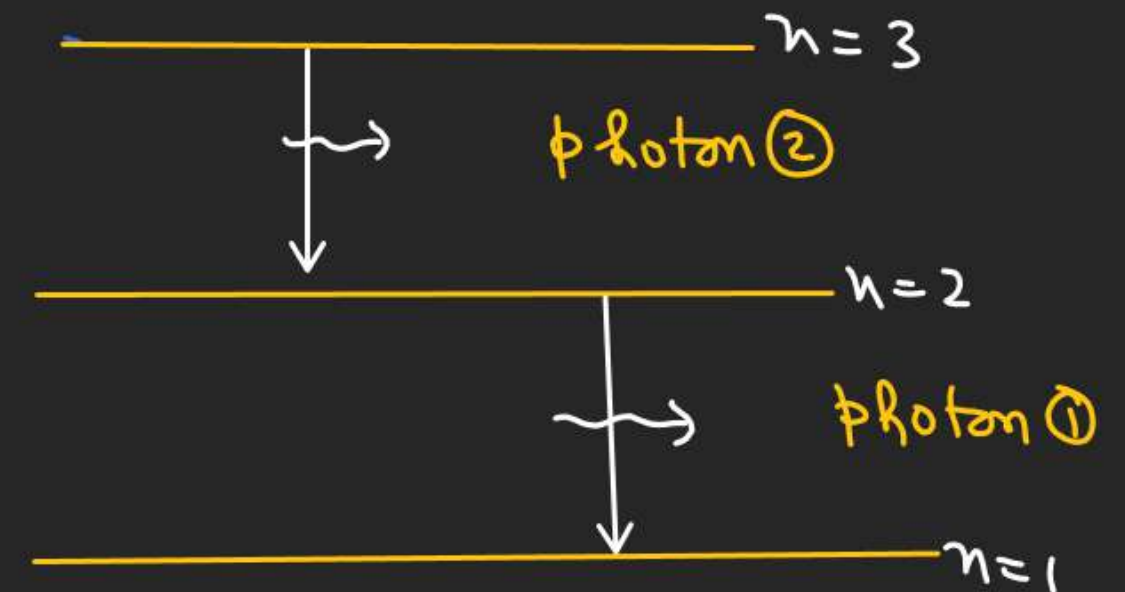 n = 3
photon ②
n = 2
photon ①
n = 1